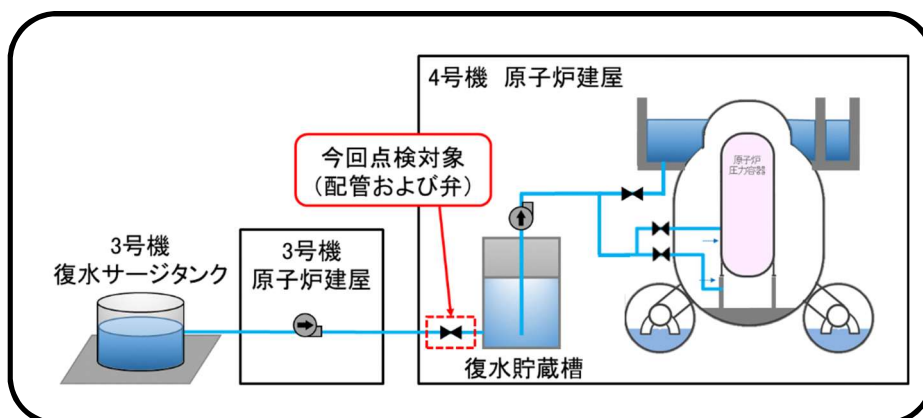 4号機 原子炉建屋
今回点検対象
（配管および弁）
原子炉
圧力容器
3号機
復水サージタンク
3号機
原子炉建屋
復水貯蔵槽